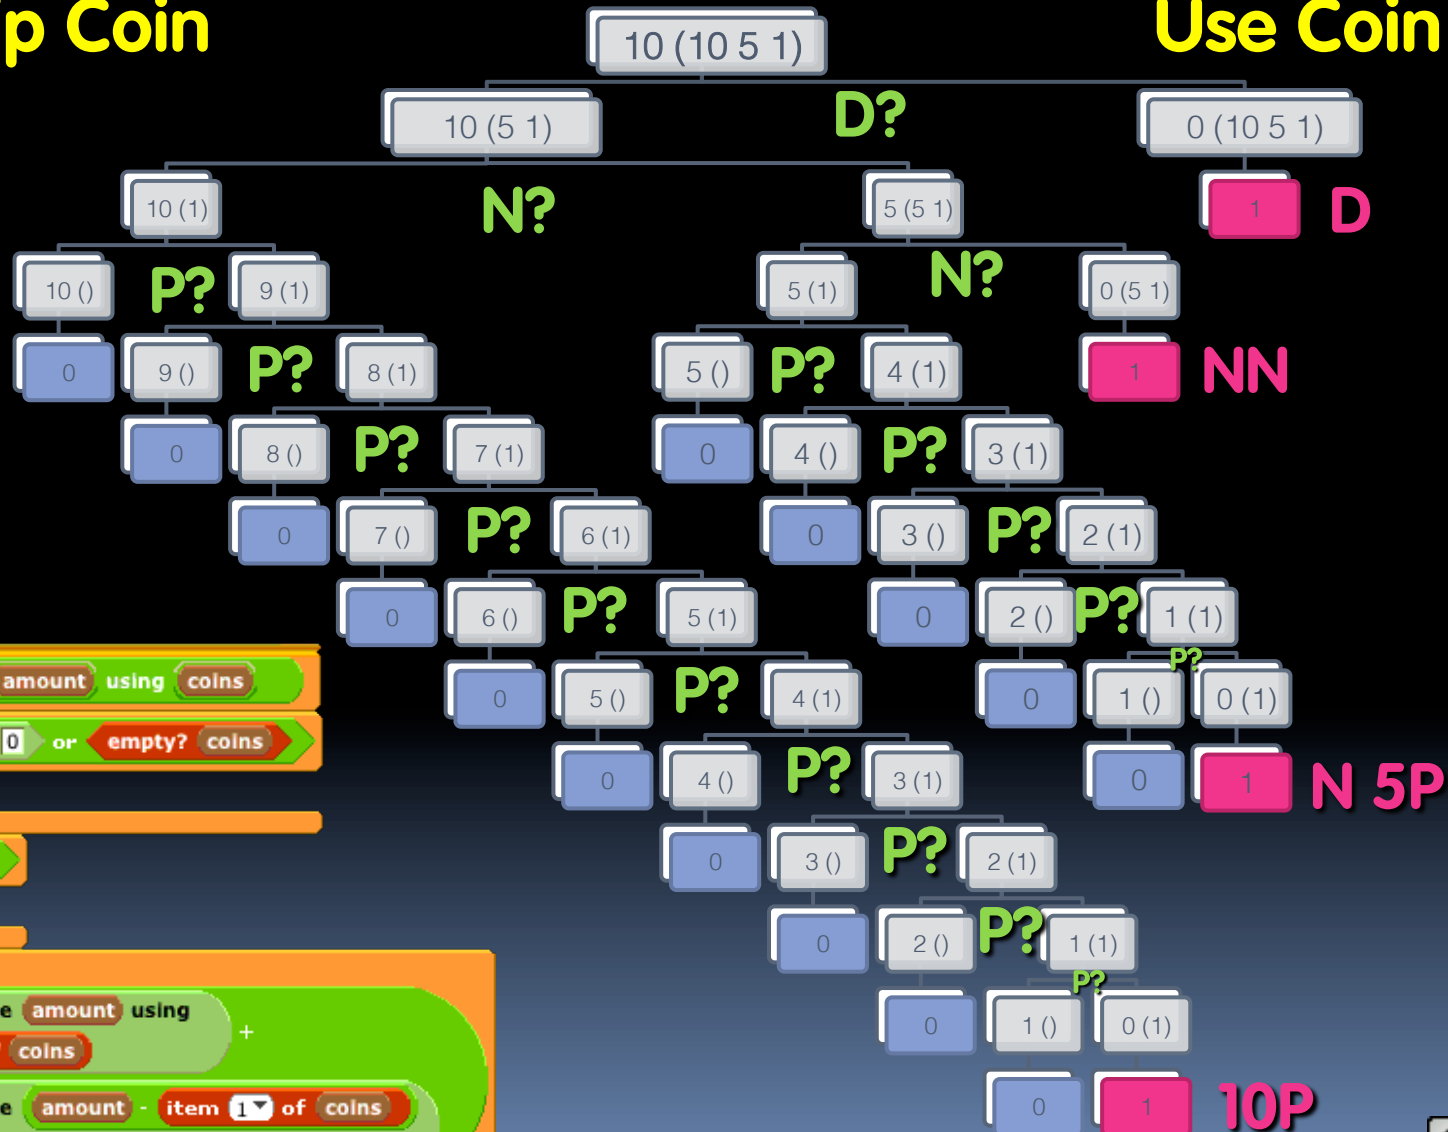 p Coin
Use Coin
10 (10 5 1)
10 (5 1)
D?
0 (10 5 1)
10 (1)
N?
5 (5 1)
1
D
10 ()
P?
9 (1)
5 (1)
N?
0 (5 1)
0
9 ()
P?
8 (1)
5 ()
P?
4 (1)
1
NN
0
8 ()
P?
7 (1)
0
4 ()
P?
3 (1)
0
7 ()
P?
6 (1)
0
3 ()
P?
2 (1)
0
6 ()
P?
5 (1)
0
2 ()
P?
1 (1)
P?
amount using coins
0
5 ()
P?
4 (1)
0
1 ()
0 (1)
0 or empty? coins
0
4 ()
P?
3 (1)
0
1
N 5P
0
3 ()
P?
2 (1)
0
2 ()
P?
1 (1)
P?
e amount using
+
0
1 ()
0 (1)
coins
e amount - item 1 of coins
0
1
10P